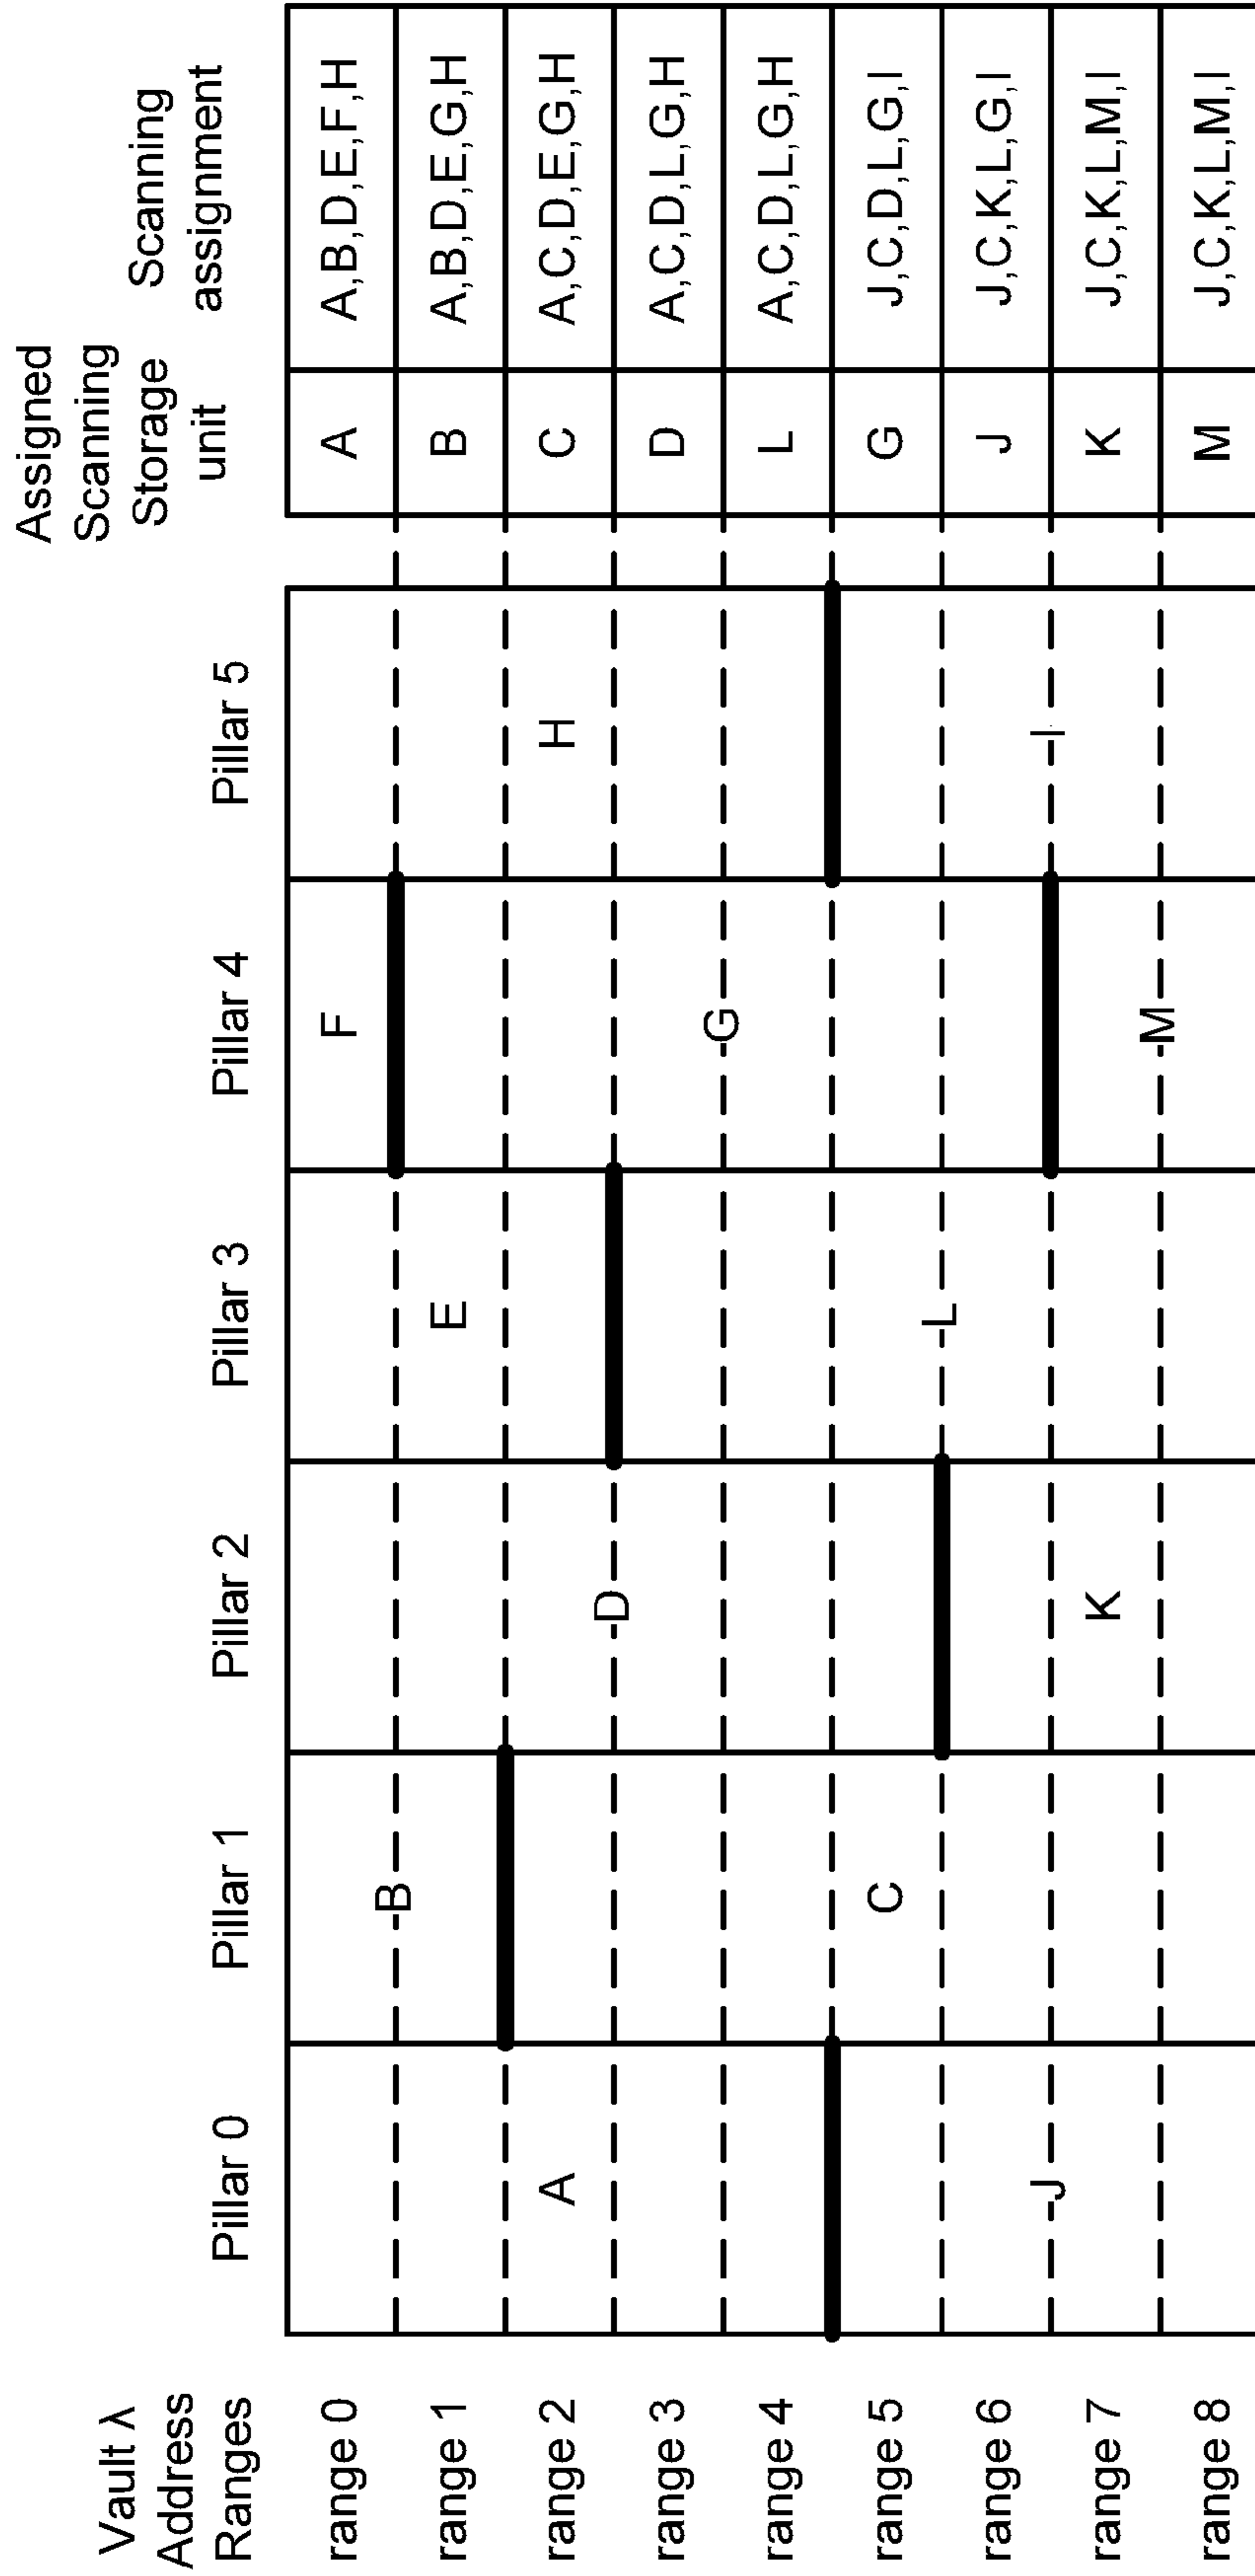 Vault λ
Address
Ranges
Pillar 0
Pillar 1
Pillar 2
Pillar 3
Pillar 4
Pillar 5
Assigned
Scanning
Storage
unit
Scanning
assignment
range 0
F
A
A,B,D,E,F,H
B
range 1
E
B
A,B,D,E,G,H
range 2
A
H
C
A,C,D,E,G,H
D
range 3
D
A,C,D,L,G,H
G
range 4
L
A,C,D,L,G,H
range 5
C
G
J,C,D,L,G,I
L
range 6
J
J,C,K,L,G,I
J
I
range 7
K
K
J,C,K,L,M,I
M
range 8
M
J,C,K,L,M,I